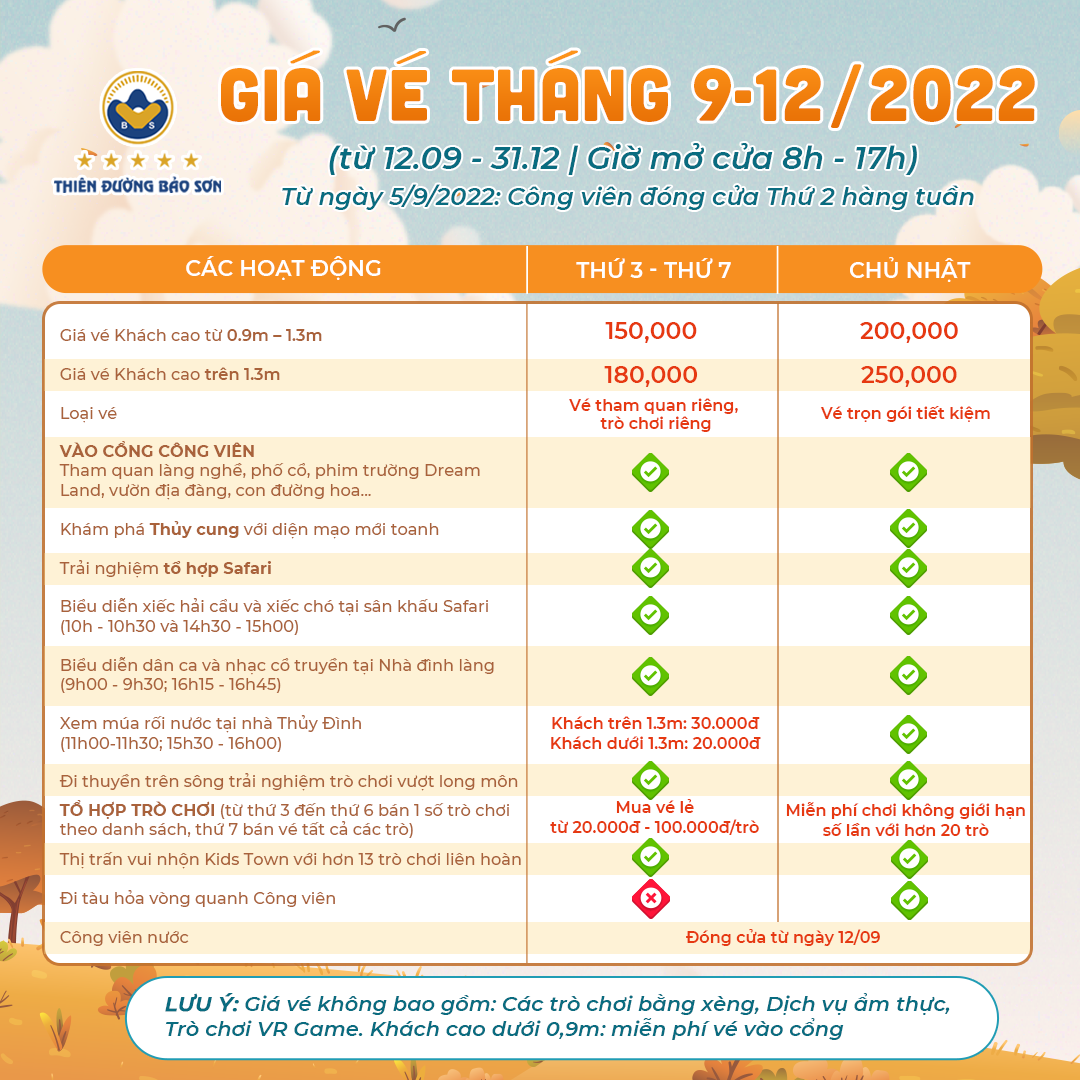 GIÁ VÉ THÁNG 9-12/2022
B S
THIÊN ĐƯỜNG BẢO SƠN
(từ 12.09 - 31.12 | Giờ mở cửa 8h - 17h)
Từ ngày 5/9/2022: Công viên đóng cửa Thứ 2 hàng tuần
CÁC HOẠT ĐỘNG THỨ 3 - THỨ 7 CHỦ NHẬT
Giá vé Khách cao từ 0.9m – 1.3m 150,000 200,000
Giá vé Khách cao trên 1.3m 180,000 250,000
Loại vé
Vé tham quan riêng,
trò chơi riêng
Vé trọn gói tiết kiệm
VÀO CỔNG CÔNG VIÊN
Tham quan làng nghề, phố cổ, phim trường Dream
Land, vườn địa đàng, con đường hoa...
Khám phá Thủy cung với diện mạo mới toanh
Trải nghiệm tổ hợp Safari
Biểu diễn xiếc hải cẩu và xiếc chó tại sân khấu Safari
(10h - 10h30 và 14h30 - 15h00)
Biểu diễn dân ca và nhạc cổ truyền tại Nhà đình làng
(9h00 - 9h30; 16h15 - 16h45)
Xem múa rối nước tại nhà Thủy Đình
(11h00-11h30; 15h30 - 16h00)
Khách trên 1.3m: 30.000đ
Khách dưới 1.3m: 20.000đ
Đi thuyền trên sông trải nghiệm trò chơi vượt long môn
TỔ HỢP TRÒ CHƠI (từ thứ 3 đến thứ 6 bán 1 số trò chơi
theo danh sách, thứ 7 bán vé tất cả các trò)
Mua vé lẻ
từ 20.000đ - 100.000đ/trò
Miễn phí chơi không giới hạn
số lần với hơn 20 trò
Thị trấn vui nhộn Kids Town với hơn 13 trò chơi liên hoàn
Đi tàu hỏa vòng quanh Công viên
Công viên nước Đóng cửa từ ngày 12/09
LƯU Ý: Giá vé không bao gồm: Các trò chơi bằng xèng, Dịch vụ ẩm thực,
Trò chơi VR Game. Khách cao dưới 0,9m: miễn phí vé vào cổng